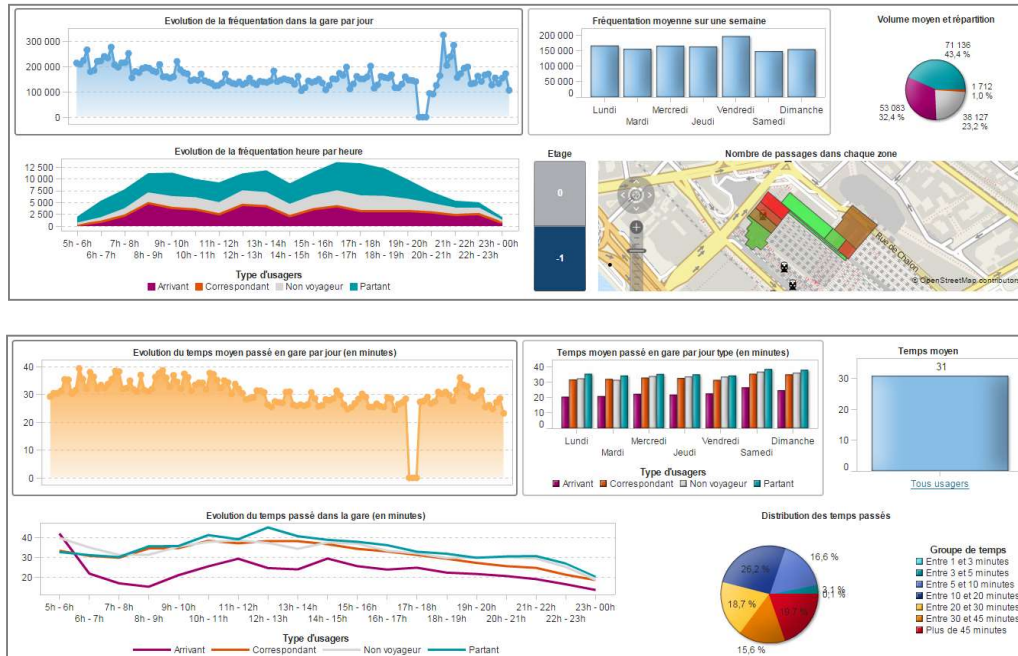 Evolution de la fréquentation dans la gare par jour
300 000
200 000
100 000
0
Fréquentation moyenne sur une semaine
200 000
150 000
100 000
50 000
0
Lundi
Mardi
Mercredi
Jeudi
Vendredi
Samedi
Dimanche
Volume moyen et répartition
71 136
43,4 %
1 712
1,0 %
53 083
32,4 %
38 127
23,2 %
Evolution de la fréquentation heure par heure
12 500
10 000
7 500
5 000
2 500
0
5h - 6h
6h - 7h
7h - 8h
8h - 9h
9h - 10h
10h - 11h
11h - 12h
12h - 13h
13h - 14h
14h - 15h
15h - 16h
16h - 17h
17h - 18h
18h - 19h
19h - 20h
20h - 21h
21h - 22h
22h - 23h
23h - 00h
Type d'usagers
Arrivant Correspondant Non voyageur Partant
Etage
0
-1
Nombre de passages dans chaque zone
Rue de Chalon
© OpenStreetMap contributors
Evolution du temps moyen passé en gare par jour (en minutes)
40
30
20
10
0
Temps moyen passé en gare par jour type (en minutes)
40
30
20
10
0
Lundi
Mardi
Mercredi
Jeudi
Vendredi
Samedi
Dimanche
Type d'usagers
Arrivant Correspondant Non voyageur Partant
Temps moyen
31
30
20
10
0
Tous usagers
Evolution du temps passé dans la gare (en minutes)
40
30
20
5h - 6h
6h - 7h
7h - 8h
8h - 9h
9h - 10h
10h - 11h
11h - 12h
12h - 13h
13h - 14h
14h - 15h
15h - 16h
16h - 17h
17h - 18h
18h - 19h
19h - 20h
20h - 21h
21h - 22h
22h - 23h
23h - 00h
Type d'usagers
Arrivant Correspondant Non voyageur Partant
Distribution des temps passés
16,6 %
26,2 %
3,1 %
0,1 %
18,7 %
19,7 %
15,6 %
Groupe de temps
Entre 1 et 3 minutes
Entre 3 et 5 minutes
Entre 5 et 10 minutes
Entre 10 et 20 minutes
Entre 20 et 30 minutes
Entre 30 et 45 minutes
Plus de 45 minutes